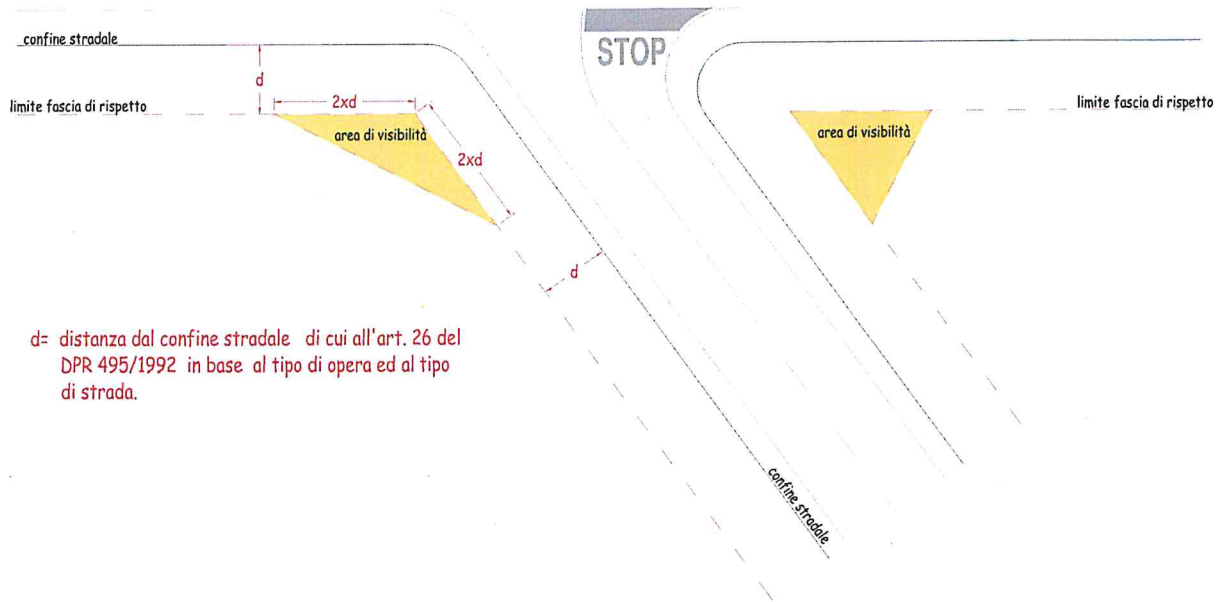 confine stradale
STOP
d
limite fascia di rispetto
2xd
limite fascia di rispetto
area di visibilità
area di visibilità
2xd
d
d= distanza dal confine stradale di cui all'art. 26 del
DPR 495/1992 in base al tipo di opera ed al tipo
di strada.
confine stradale